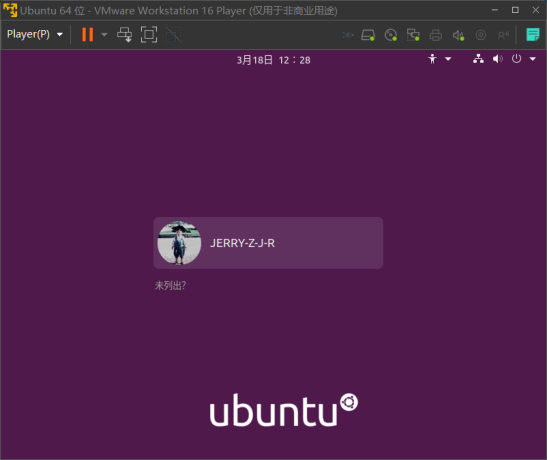 Ubuntu 64 位 - VMware Workstation 16 Player (仅用于非商业用途)
Player(P)
3月18日 12：28
JERRY-Z-J-R
未列出?
ubuntu